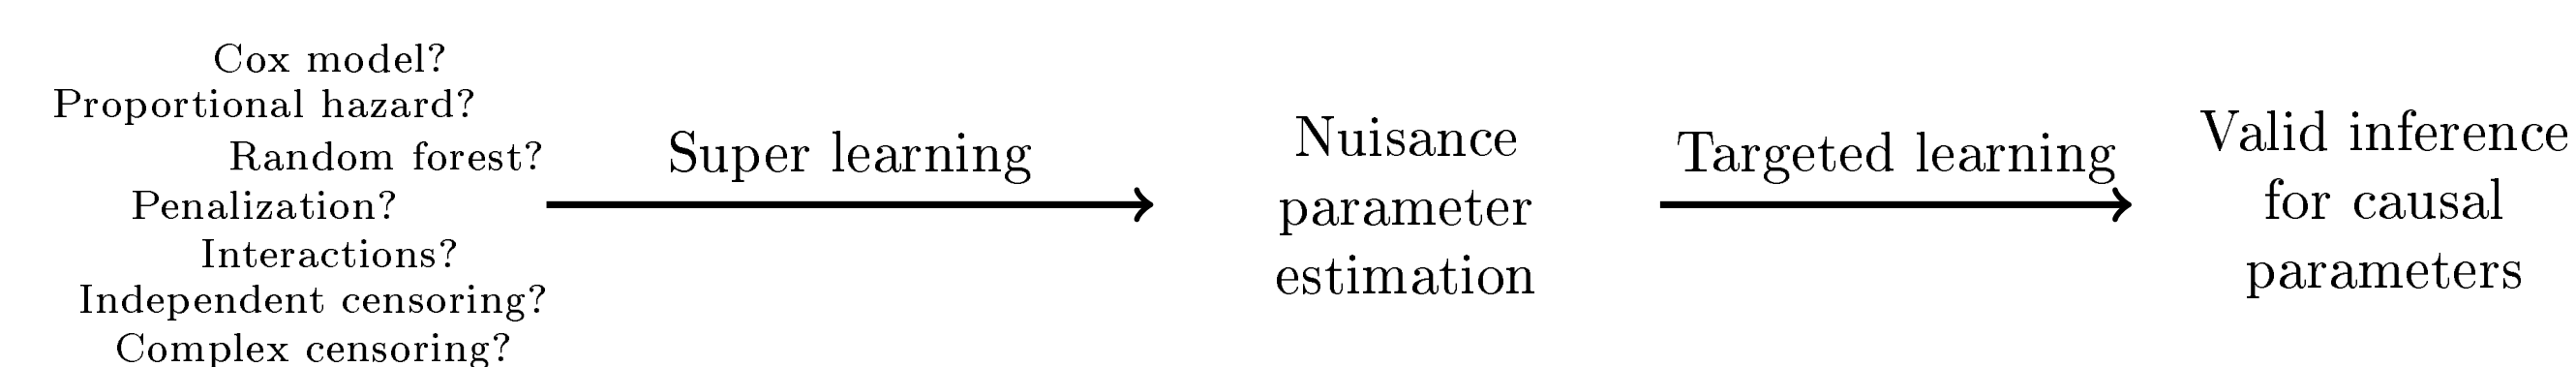 Cox model?
Proportional hazard?
Random forest?
Penalization?
Interactions?
Independent censoring?
Complex censoring?
Super learning
Nuisance
parameter
estimation
Targeted learning
Valid inference
for causal
parameters